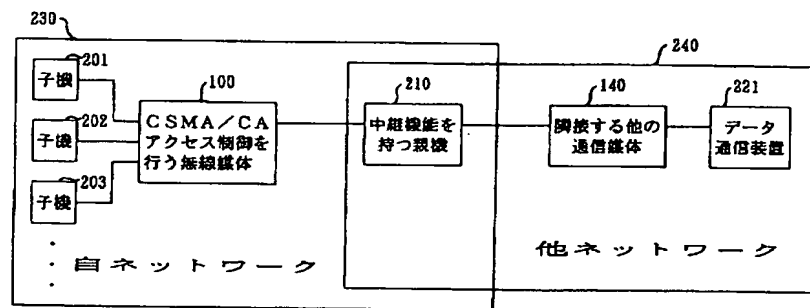 230
201
子機
202
子機
203
子機
100
CSMA/CA
アクセス制御を
行う無線媒体
210
中継機能を
持つ親機
240
140
隣接する他の
通信媒体
221
データ
通信装置
自ネットワーク
他ネットワーク